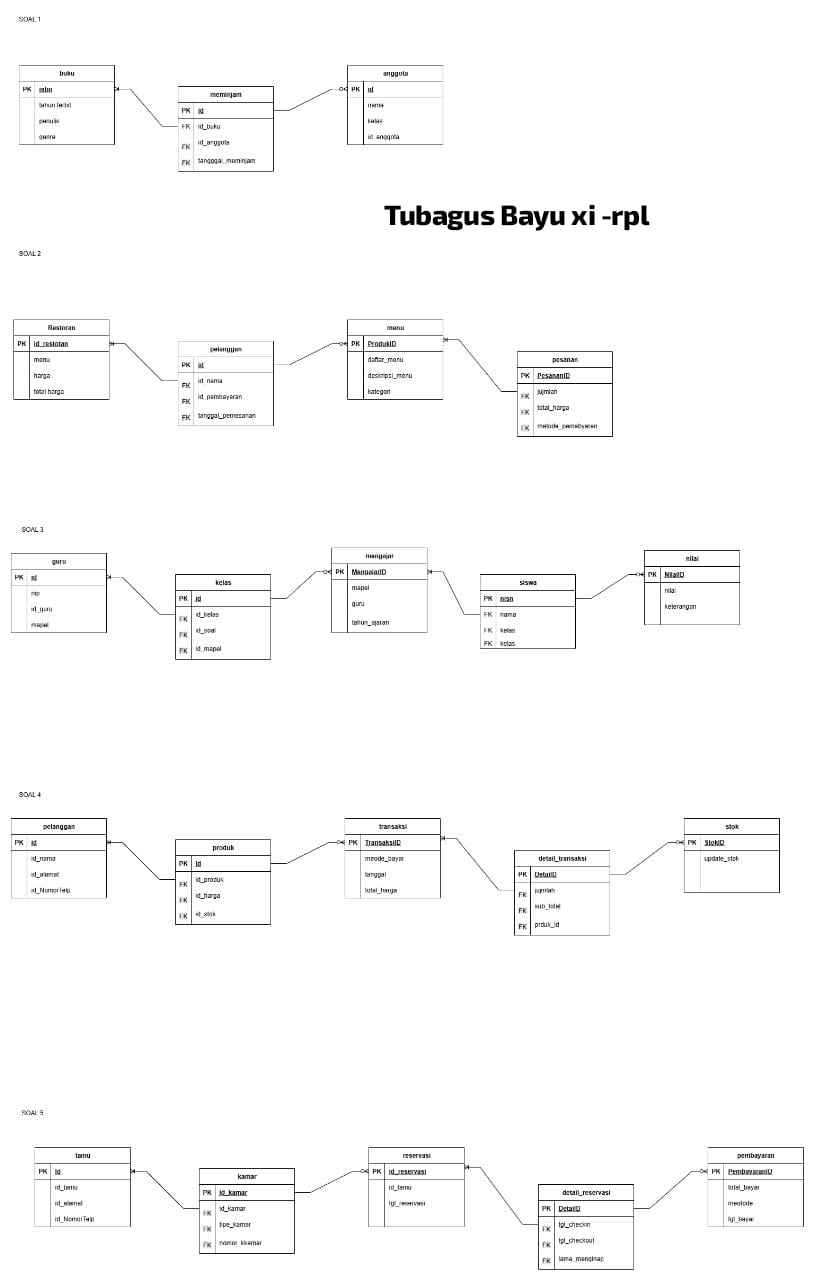 SOAL 1
buku
PK isbn
tahun terbit
penulis
genre
meminjam
PK id
FK id_buku
FK id_anggota
FK tangggal_meminjam
anggota
PK id
nama
kelas
id_anggota
Tubagus Bayu xi -rpl
SOAL 2
Restoran
PK id_restotan
menu
harga
total harga
pelanggan
PK id
FK id_nama
FK id_pembayaran
FK tanggal_pemesanan
menu
PK ProdukID
daftar_menu
deskripsi_menu
kategori
pesanan
PK PesananID
FK jujmlah
FK total_harga
FK metode_pemabyaran
SOAL 3
guru
PK id
nip
id_guru
mapel
kelas
PK id
FK id_kelas
FK id_soal
FK id_mapel
mengajar
PK MengajarID
mapel
guru
tahun_ajaran
siswa
PK nisn
FK nama
FK kelas
FK kelas
nilai
PK NilaiID
nilai
keterangan
SOAL 4
pelanggan
PK id
id_nama
id_alamat
id_NomorTelp
produk
PK id
FK id_produk
FK id_harga
FK id_stok
transaksi
PK TransaksiID
meode_bayar
tanggal
total_harga
detail_transaksi
PK DetailD
FK jujmlah
FK sub_total
FK prduk_id
stok
PK StokID
update_stok
SOAL 5
tamu
PK Id
id_tamu
id_alamat
id_NomorTelp
kamar
PK id_kamar
FK id_kamar
FK tipe_kamar
FK nomor_kkamar
reservasi
PK id_reservasi
id_tamu
tgl_reservasi
detail_reservasi
PK DetailD
FK tgl_checkin
FK tgl_checkout
FK lama_menginap
pembayaran
PK PembayaranID
total_bayar
meotode
tgl_bayar